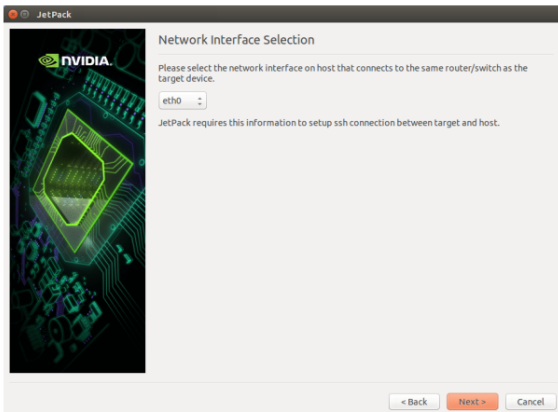 JetPack
NVIDIA.
Network Interface Selection
Please select the network interface on host that connects to the same router/switch as the
target device.
eth0
JetPack requires this information to setup ssh connection between target and host.
< Back
Next >
Cancel